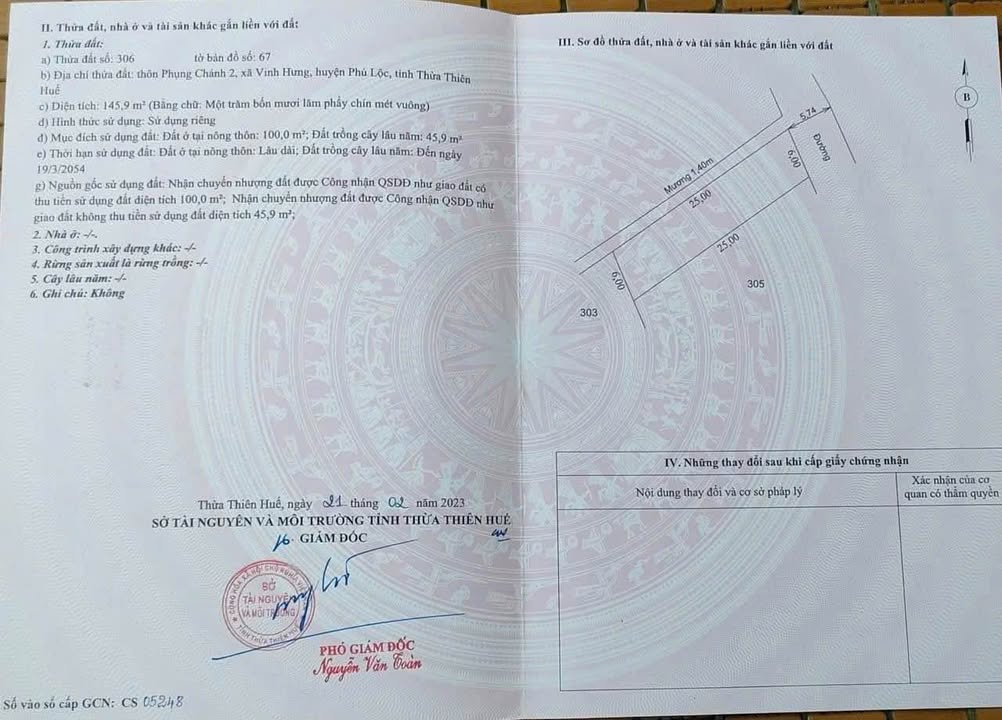 II. Thửa đất, nhà ở và tài sản khác gắn liền với đất
1. Thửa đất:
a) Thửa đất số: 306 tờ bản đồ số: 67
b) Địa chỉ thửa đất: thôn Phụng Chánh 2, xã Vinh Hưng, huyện Phú Lộc, tỉnh Thừa Thiên
Huế
c) Diện tích: 145,9 m² (Bằng chữ: Một trăm bốn mươi lăm phẩy chín mét vuông)
d) Hình thức sử dụng: Sử dụng riêng
đ) Mục đích sử dụng đất: Đất ở tại nông thôn: 100,0 m²; Đất trồng cây lâu năm: 45,9 m²
e) Thời hạn sử dụng đất: Đất ở tại nông thôn: Lâu dài; Đất trồng cây lâu năm: Đến ngày
19/3/2054
g) Nguồn gốc sử dụng đất: Nhận chuyển nhượng đất được Công nhận QSDĐ như giao đất có
thu tiền sử dụng đất diện tích 100,0 m²; Nhận chuyển nhượng đất được Công nhận QSDĐ như
giao đất không thu tiền sử dụng đất diện tích 45,9 m²;
2. Nhà ở: -/-.
3. Công trình xây dựng khác: -/-
4. Rừng sản xuất là rừng trồng: -/-
5. Cây lâu năm: -/-
6. Ghi chú: Không
Thừa Thiên Huế, ngày 21 tháng 02 năm 2023
SỞ TÀI NGUYÊN VÀ MÔI TRƯỜNG TỈNH THỪA THIÊN HUẾ
GIÁM ĐỐC
SỞ
TÀI NGUYÊN
VÀ MÔI TRƯỜNG
TỈNH THỪA THIÊN HUẾ
PHÓ GIÁM ĐỐC
Nguyễn Văn Toàn
Số vào sổ cấp GCN: CS 05248
III. Sơ đồ thửa đất, nhà ở và tài sản khác gắn liền với đất
B
5,74
Đường
6,00
Mương 1,40m
25,00
25,00
6,00
305
303
IV. Những thay đổi sau khi cấp giấy chứng nhận
Nội dung thay đổi và cơ sở pháp lý
Xác nhận của cơ
quan có thẩm quyền